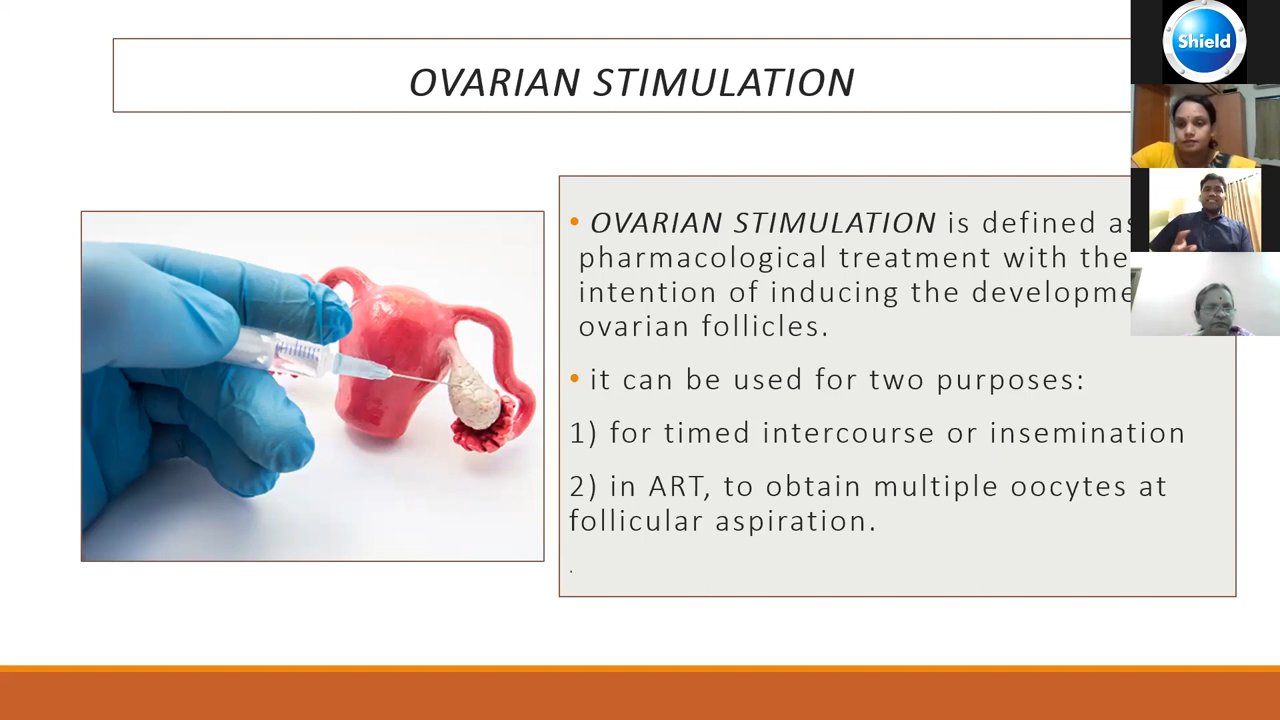 OVARIAN STIMULATION
Shield
• OVARIAN STIMULATION is defined as
pharmacological treatment with the
intention of inducing the developme
ovarian follicles.
• it can be used for two purposes:
1) for timed intercourse or insemination
2) in ART, to obtain multiple oocytes at
follicular aspiration.
.